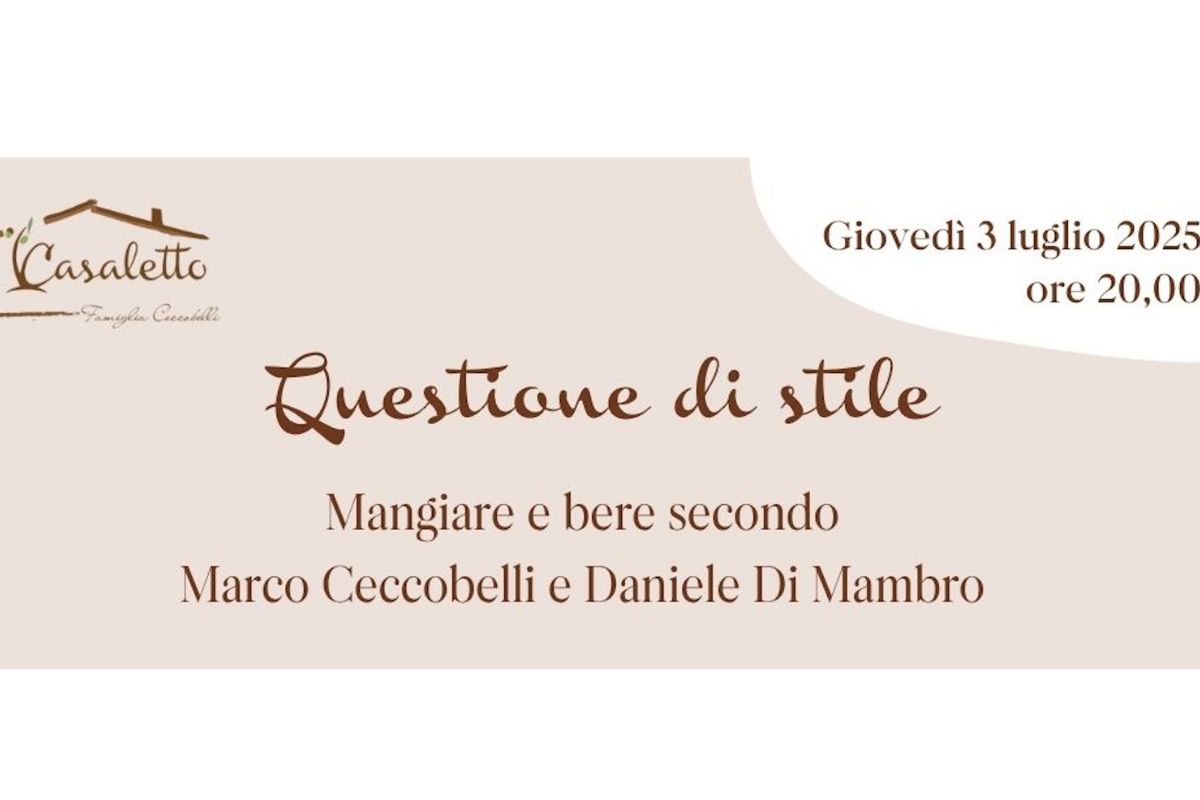 Casaletto
Famiglia Ceccobelli
Giovedì 3 luglio 2025
ore 20,00
Questione di stile
Mangiare e bere secondo
Marco Ceccobelli e Daniele Di Mambro